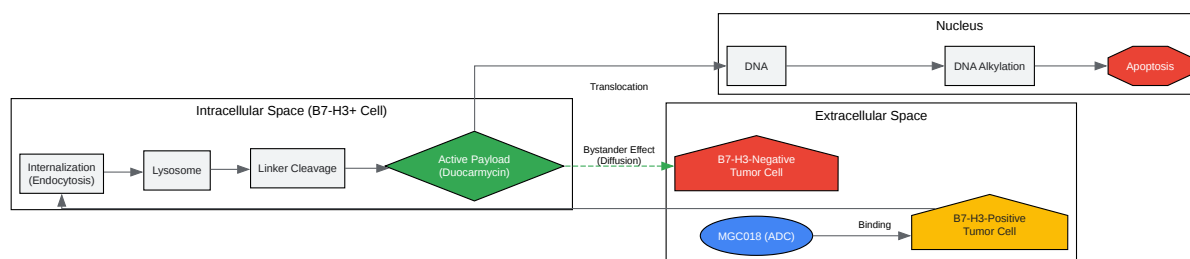 Nucleus
DNA
DNA Alkylation
Apoptosis
Translocation
Intracellular Space (B7-H3+ Cell)
Internalization
(Endocytosis)
Lysosome
Linker Cleavage
Active Payload
(Duocarmycin)
Bystander Effect
(Diffusion)
Extracellular Space
B7-H3-Negative
Tumor Cell
MGC018 (ADC)
Binding
B7-H3-Positive
Tumor Cell